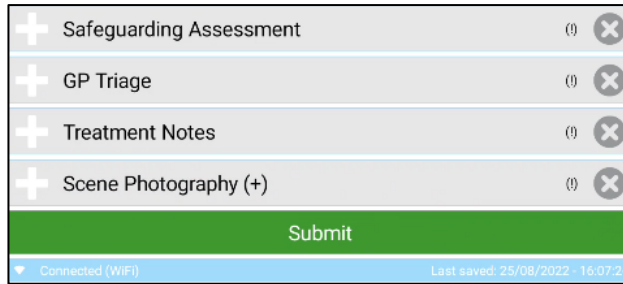 Safeguarding Assessment (!)
GP Triage (!)
Treatment Notes (!)
Scene Photography (+) (!)
Submit
Connected (WiFi) Last saved: 25/08/2022 - 16:07:2